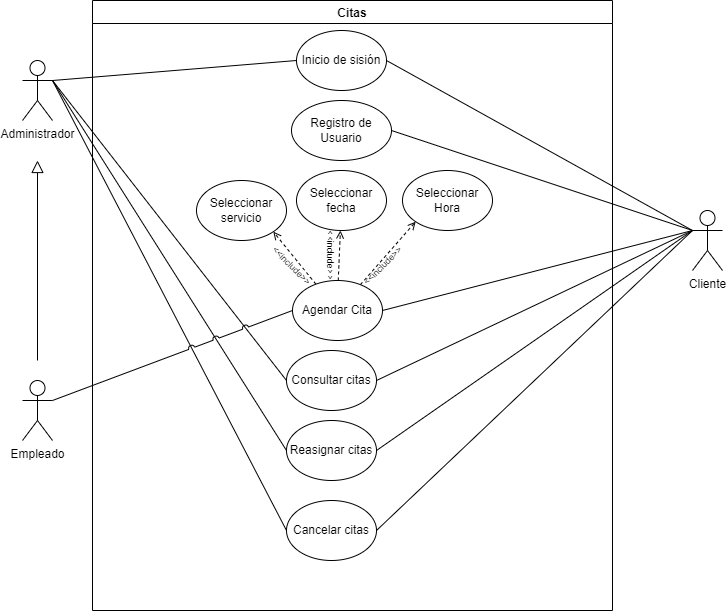 Citas
Inicio de sisión
Administrador
Registro de
Usuario
Seleccionar
servicio
Seleccionar
fecha
Seleccionar
Hora
<<include>>
<<include>>
<<include>>
Cliente
Agendar Cita
Consultar citas
Empleado
Reasignar citas
Cancelar citas